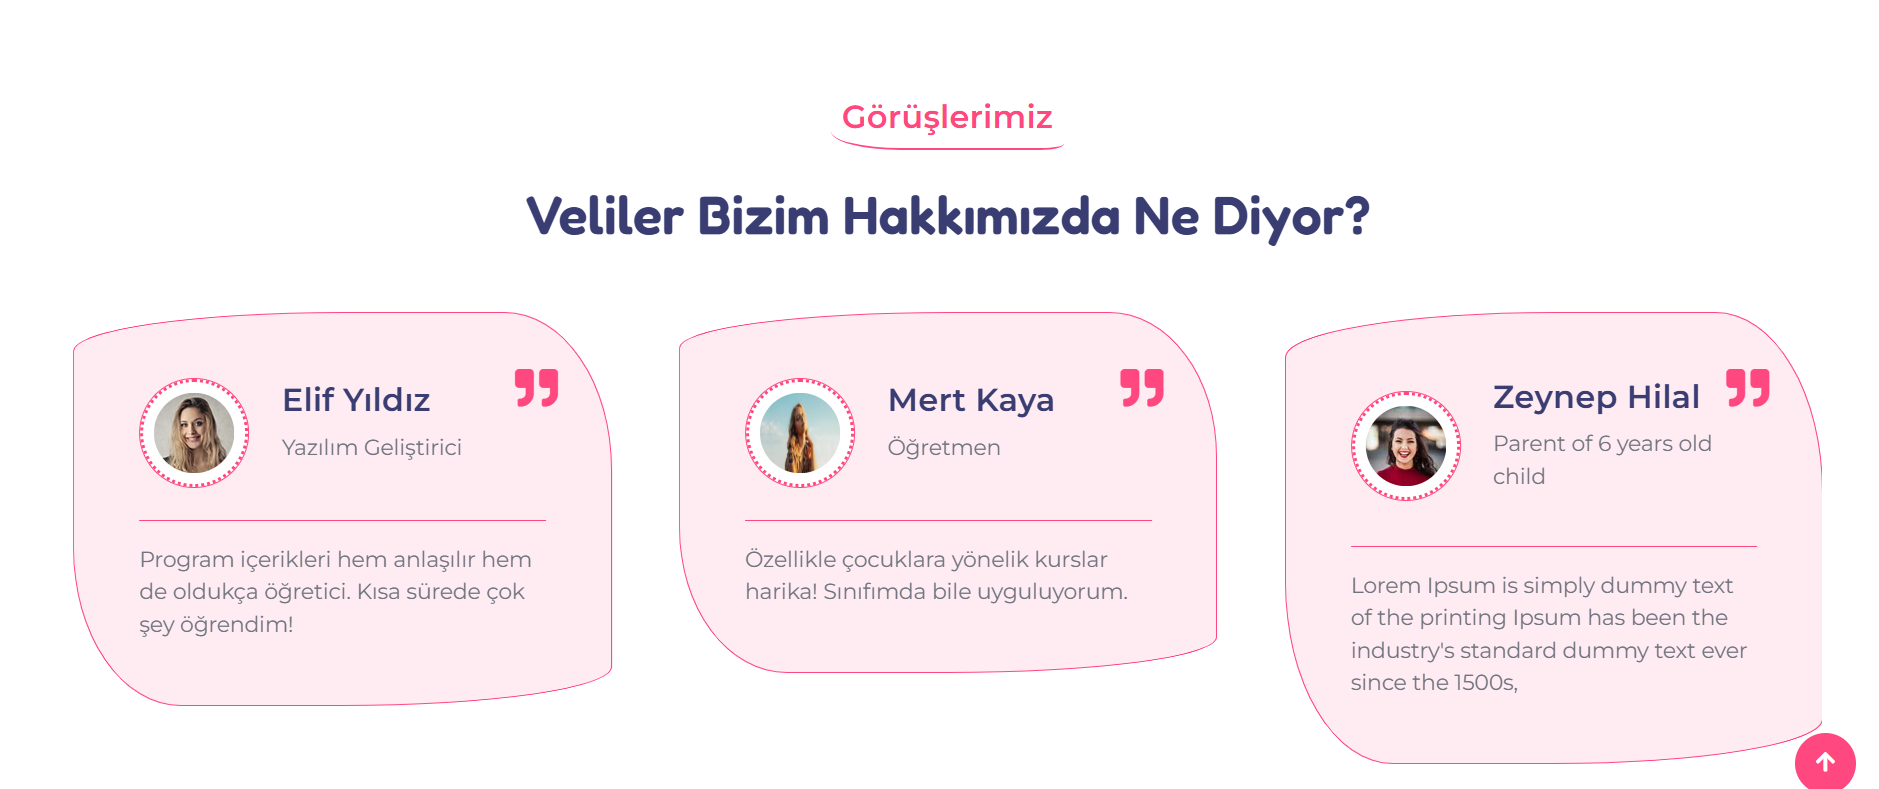 Görüşlerimiz
Veliler Bizim Hakkımızda Ne Diyor?
Elif Yıldız
Yazılım Geliştirici
Program içerikleri hem anlaşılır hem
de oldukça öğretici. Kısa sürede çok
şey öğrendim!
Mert Kaya
Öğretmen
Özellikle çocuklara yönelik kurslar
harika! Sınıfımda bile uyguluyorum.
Zeynep Hilal
Parent of 6 years old
child
Lorem Ipsum is simply dummy text
of the printing Ipsum has been the
industry's standard dummy text ever
since the 1500s,